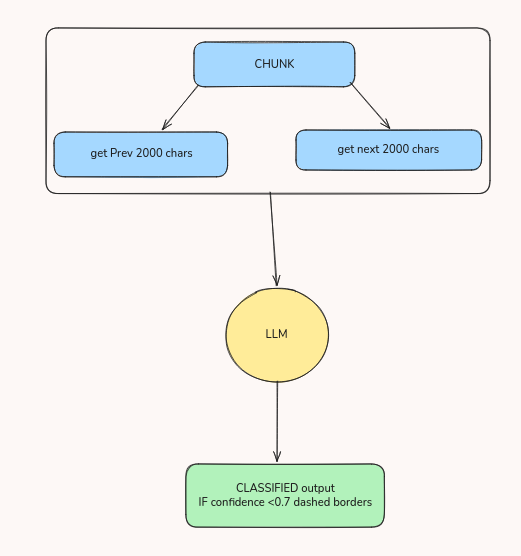 CHUNK
get Prev 2000 chars
get next 2000 chars
LLM
CLASSIFIED output
IF confidence <0.7 dashed borders